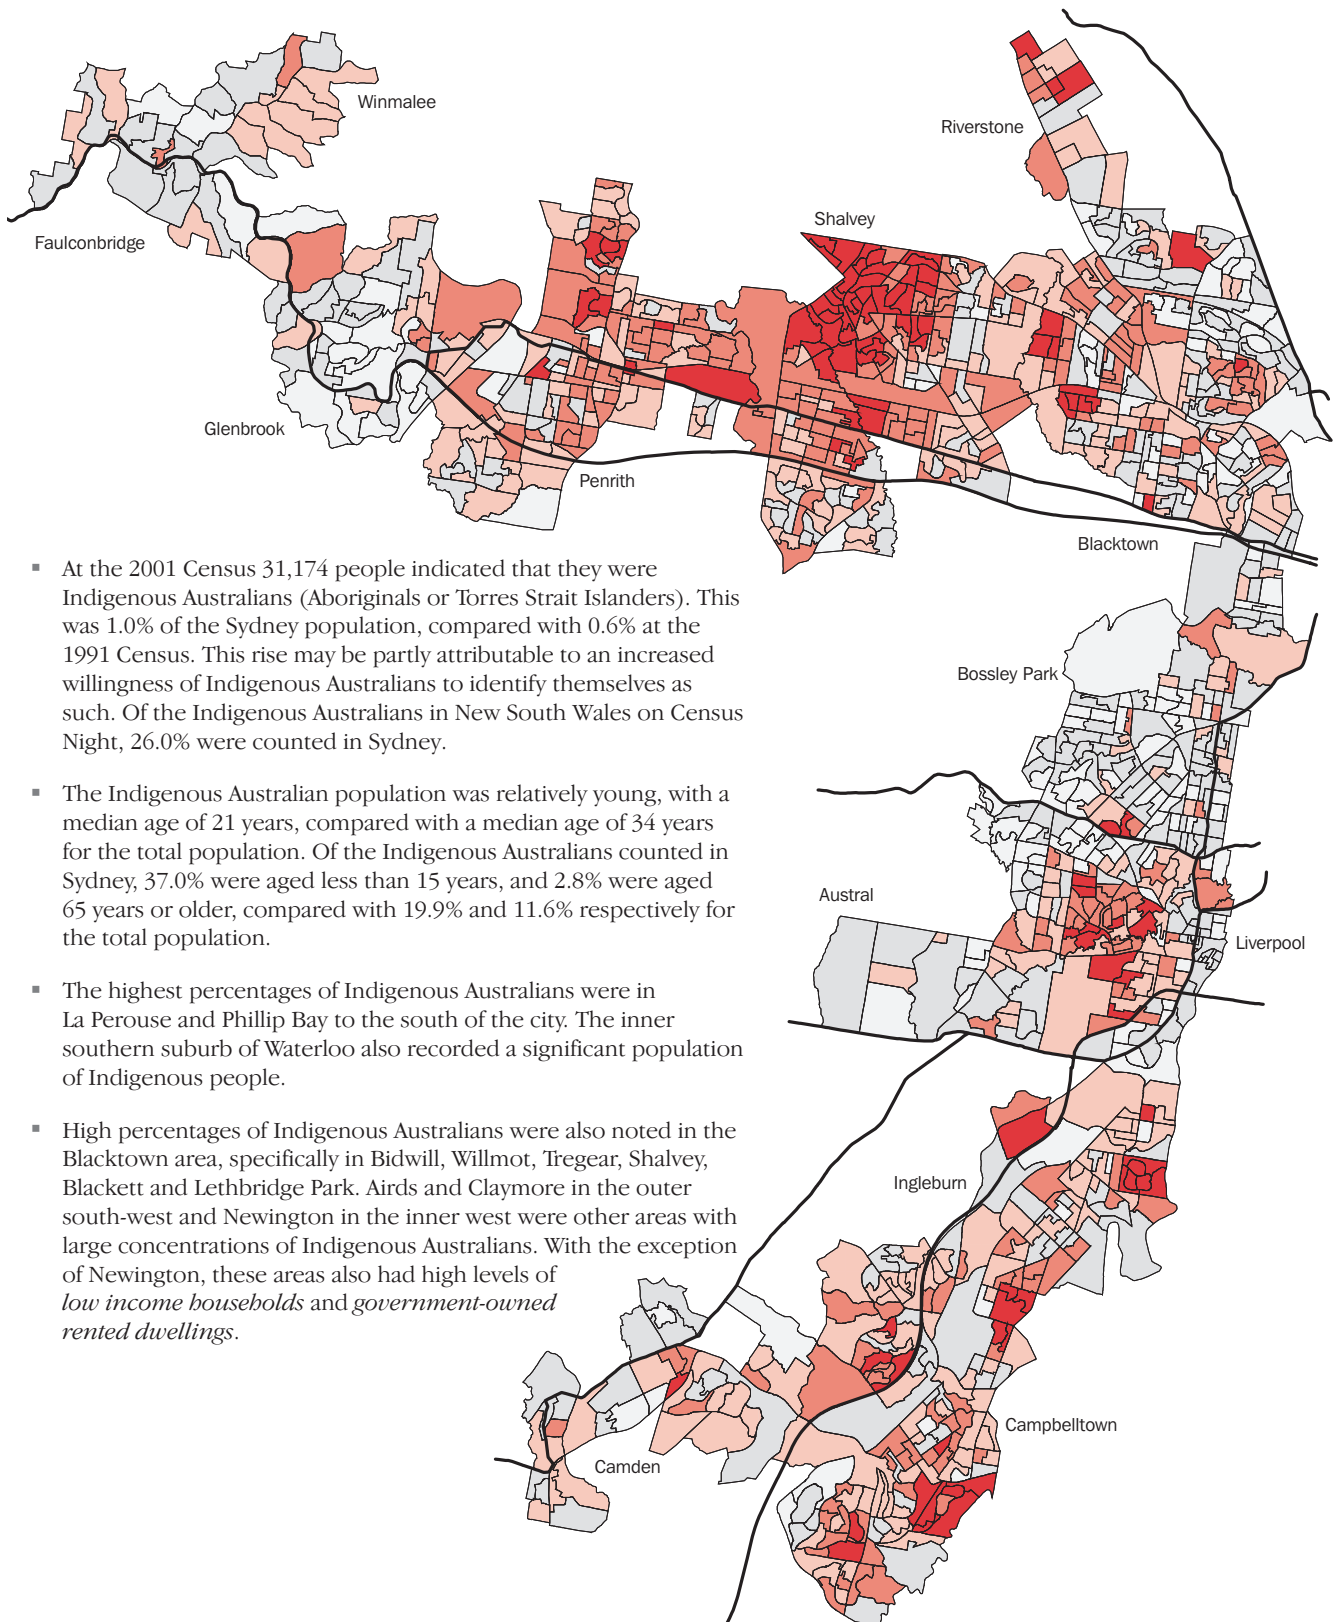 Winmalee
Riverstone
Shalvey
Faulconbridge
Glenbrook
Penrith
Blacktown
▪ At the 2001 Census 31,174 people indicated that they were
Indigenous Australians (Aboriginals or Torres Strait Islanders). This
was 1.0% of the Sydney population, compared with 0.6% at the
1991 Census. This rise may be partly attributable to an increased
willingness of Indigenous Australians to identify themselves as
such. Of the Indigenous Australians in New South Wales on Census
Night, 26.0% were counted in Sydney.
▪ The Indigenous Australian population was relatively young, with a
median age of 21 years, compared with a median age of 34 years
for the total population. Of the Indigenous Australians counted in
Sydney, 37.0% were aged less than 15 years, and 2.8% were aged
65 years or older, compared with 19.9% and 11.6% respectively for
the total population.
▪ The highest percentages of Indigenous Australians were in
La Perouse and Phillip Bay to the south of the city. The inner
southern suburb of Waterloo also recorded a significant population
of Indigenous people.
▪ High percentages of Indigenous Australians were also noted in the
Blacktown area, specifically in Bidwill, Willmot, Tregear, Shalvey,
Blackett and Lethbridge Park. Airds and Claymore in the outer
south-west and Newington in the inner west were other areas with
large concentrations of Indigenous Australians. With the exception
of Newington, these areas also had high levels of
low income households and government-owned
rented dwellings.
Bossley Park
Austral
Liverpool
Ingleburn
Campbelltown
Camden